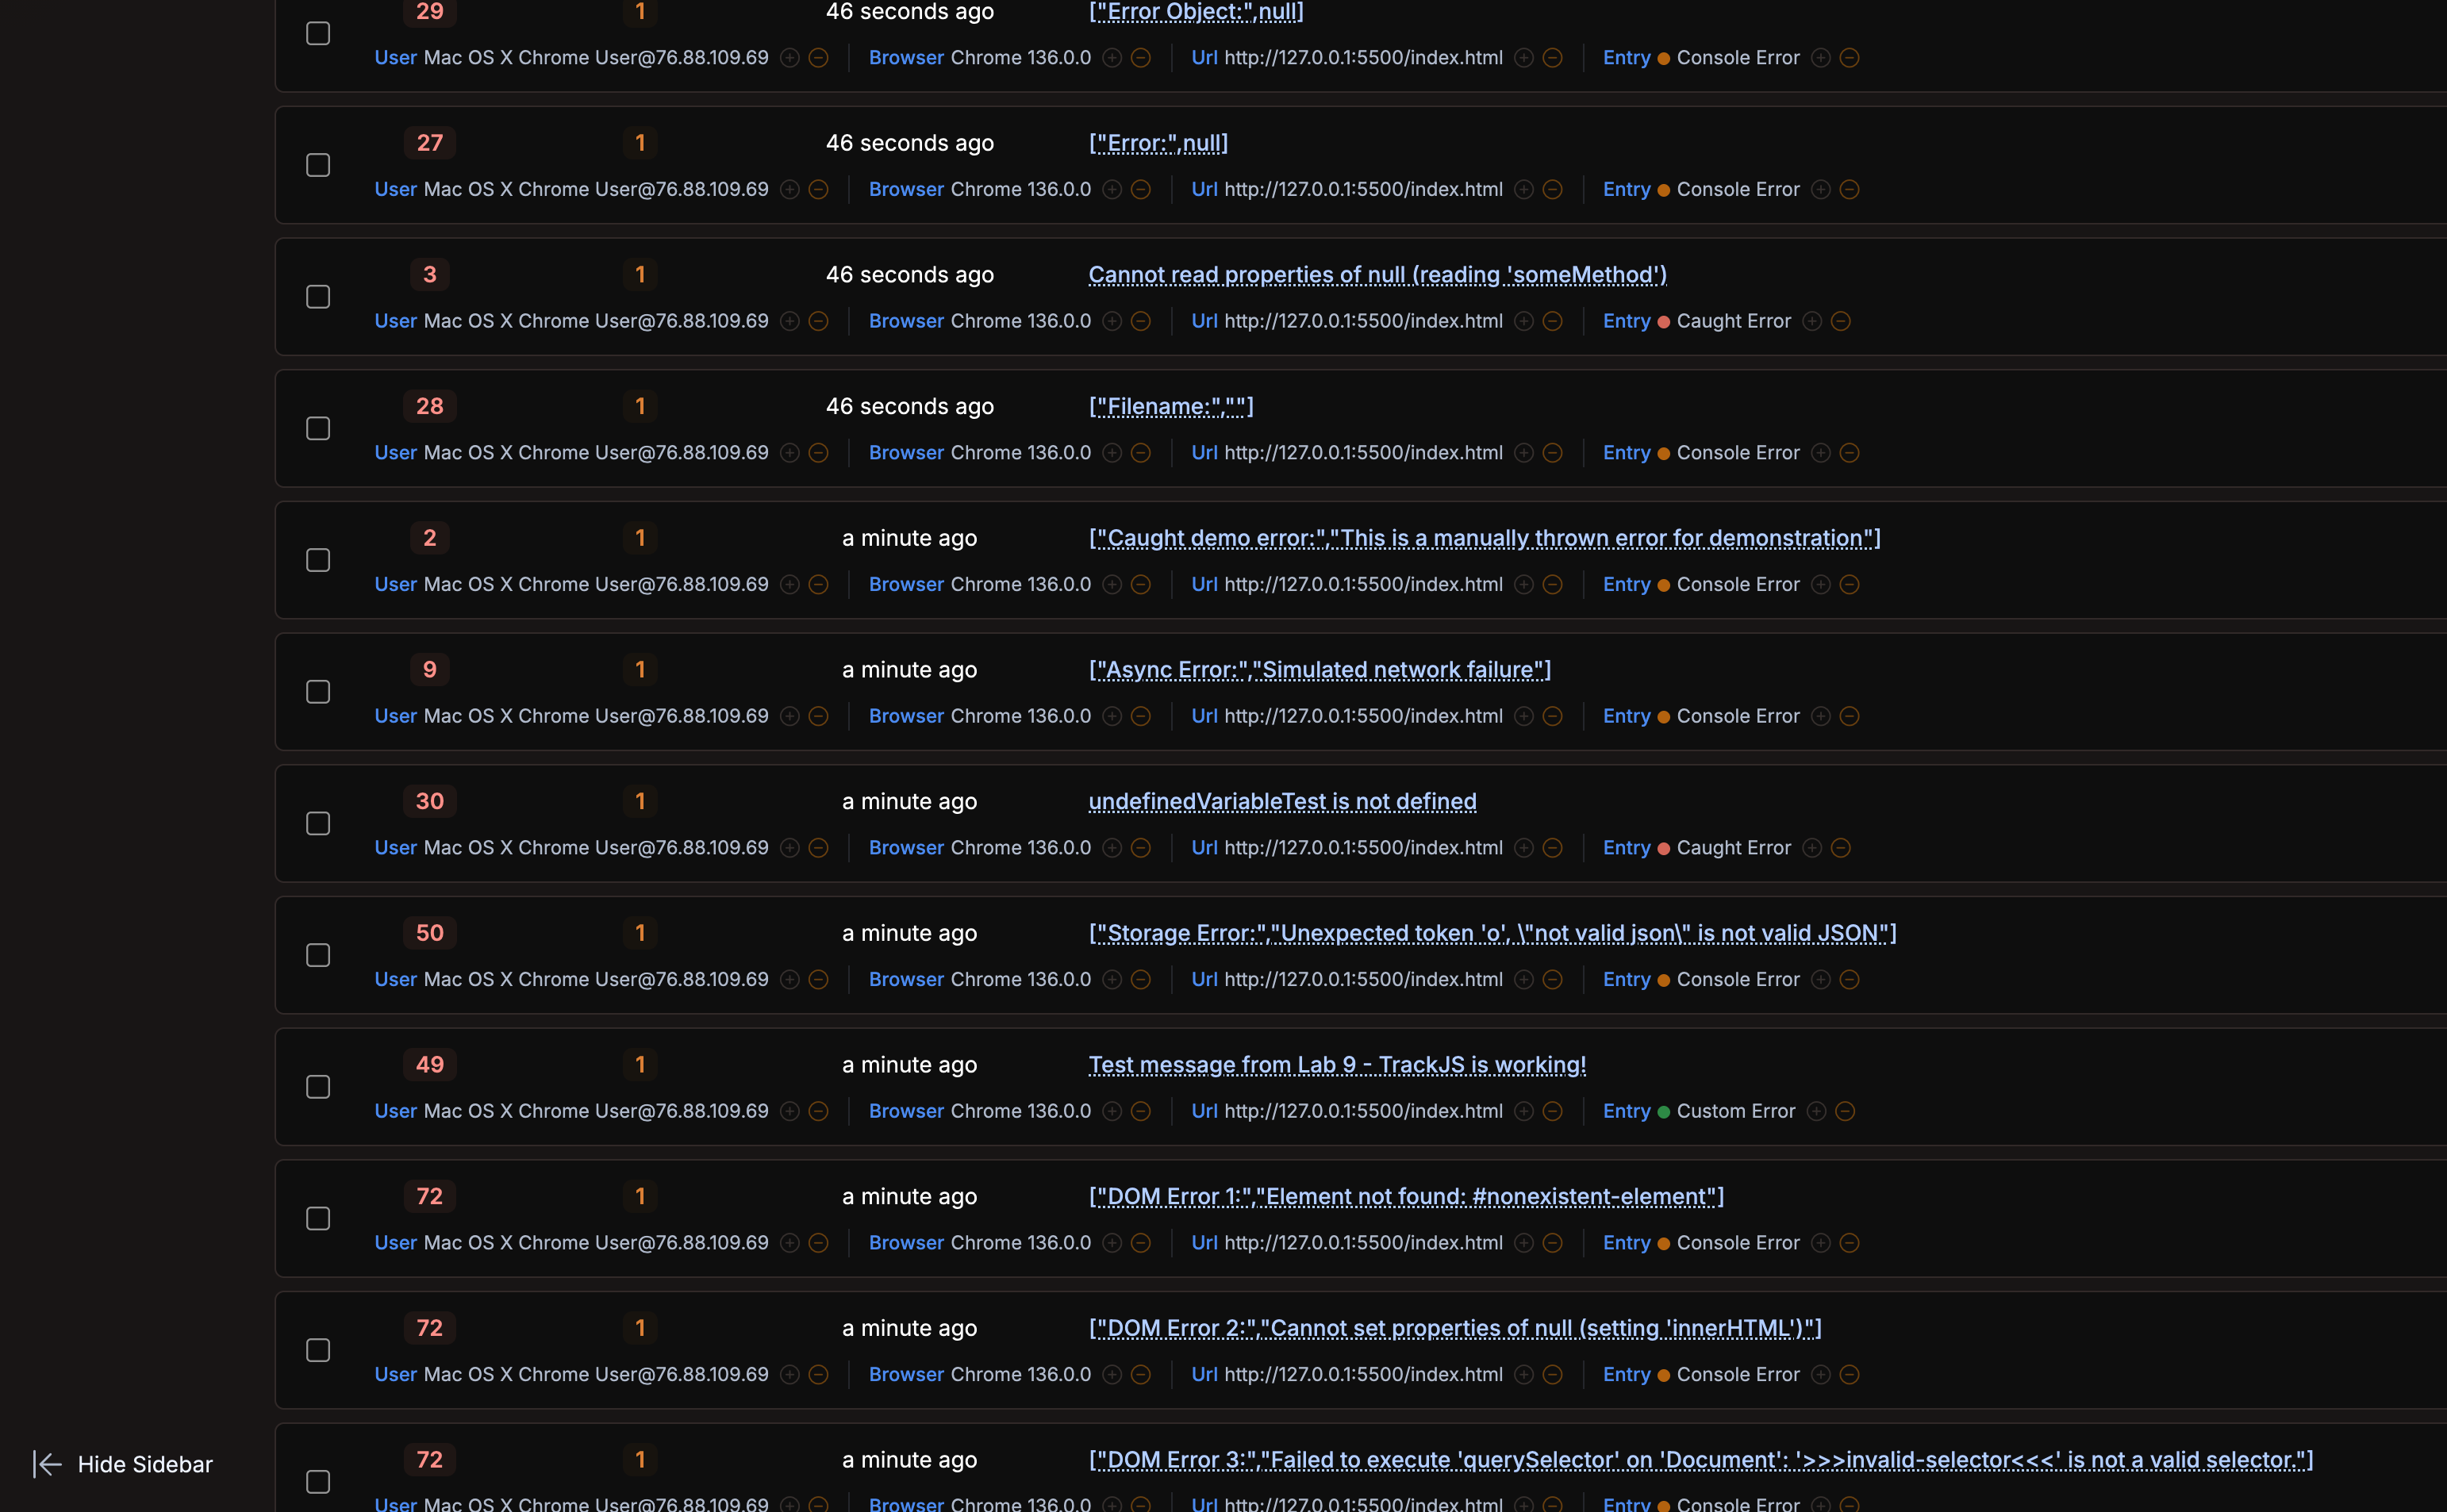 29 1 46 seconds ago ["Error Object:",null]
User Mac OS X Chrome User@76.88.109.69 Browser Chrome 136.0.0 Url http://127.0.0.1:5500/index.html Entry Console Error
27 1 46 seconds ago ["Error:",null]
User Mac OS X Chrome User@76.88.109.69 Browser Chrome 136.0.0 Url http://127.0.0.1:5500/index.html Entry Console Error
3 1 46 seconds ago Cannot read properties of null (reading 'someMethod')
User Mac OS X Chrome User@76.88.109.69 Browser Chrome 136.0.0 Url http://127.0.0.1:5500/index.html Entry Caught Error
28 1 46 seconds ago ["Filename:",""]
User Mac OS X Chrome User@76.88.109.69 Browser Chrome 136.0.0 Url http://127.0.0.1:5500/index.html Entry Console Error
2 1 a minute ago ["Caught demo error:","This is a manually thrown error for demonstration"]
User Mac OS X Chrome User@76.88.109.69 Browser Chrome 136.0.0 Url http://127.0.0.1:5500/index.html Entry Console Error
9 1 a minute ago ["Async Error:","Simulated network failure"]
User Mac OS X Chrome User@76.88.109.69 Browser Chrome 136.0.0 Url http://127.0.0.1:5500/index.html Entry Console Error
30 1 a minute ago undefinedVariableTest is not defined
User Mac OS X Chrome User@76.88.109.69 Browser Chrome 136.0.0 Url http://127.0.0.1:5500/index.html Entry Caught Error
50 1 a minute ago ["Storage Error:","Unexpected token 'o', \"not valid json\" is not valid JSON"]
User Mac OS X Chrome User@76.88.109.69 Browser Chrome 136.0.0 Url http://127.0.0.1:5500/index.html Entry Console Error
49 1 a minute ago Test message from Lab 9 - TrackJS is working!
User Mac OS X Chrome User@76.88.109.69 Browser Chrome 136.0.0 Url http://127.0.0.1:5500/index.html Entry Custom Error
72 1 a minute ago ["DOM Error 1:","Element not found: #nonexistent-element"]
User Mac OS X Chrome User@76.88.109.69 Browser Chrome 136.0.0 Url http://127.0.0.1:5500/index.html Entry Console Error
72 1 a minute ago ["DOM Error 2:","Cannot set properties of null (setting 'innerHTML')"]
User Mac OS X Chrome User@76.88.109.69 Browser Chrome 136.0.0 Url http://127.0.0.1:5500/index.html Entry Console Error
72 1 a minute ago ["DOM Error 3:","Failed to execute 'querySelector' on 'Document': '>>>invalid-selector<<<' is not a valid selector."]
Hide Sidebar
User Mac OS X Chrome User@76.88.109.69 Browser Chrome 136.0.0 Url http://127.0.0.1:5500/index.html Entry Console Error